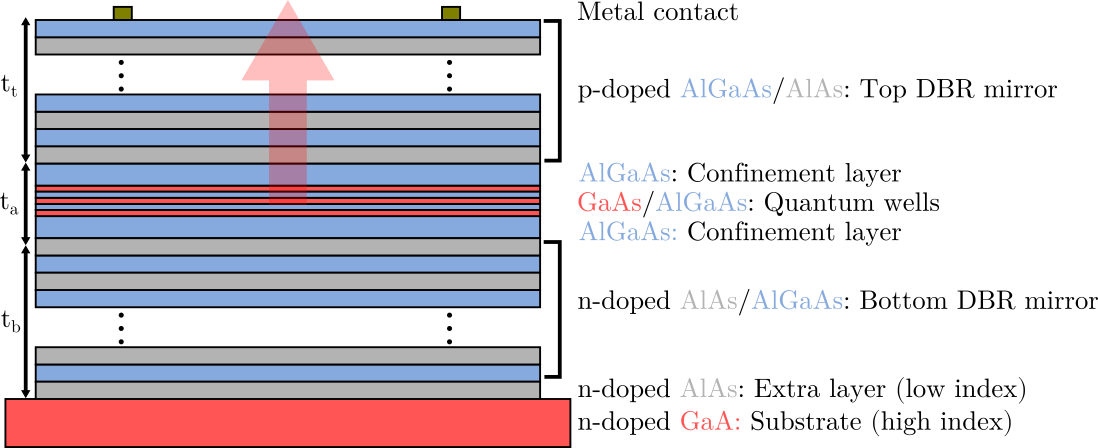 Metal contact
t_t
p-doped AlGaAs/AlAs: Top DBR mirror
AlGaAs: Confinement layer
t_a
GaAs/AlGaAs: Quantum wells
AlGaAs: Confinement layer
n-doped AlAs/AlGaAs: Bottom DBR mirror
t_b
n-doped AlAs: Extra layer (low index)
n-doped GaA: Substrate (high index)